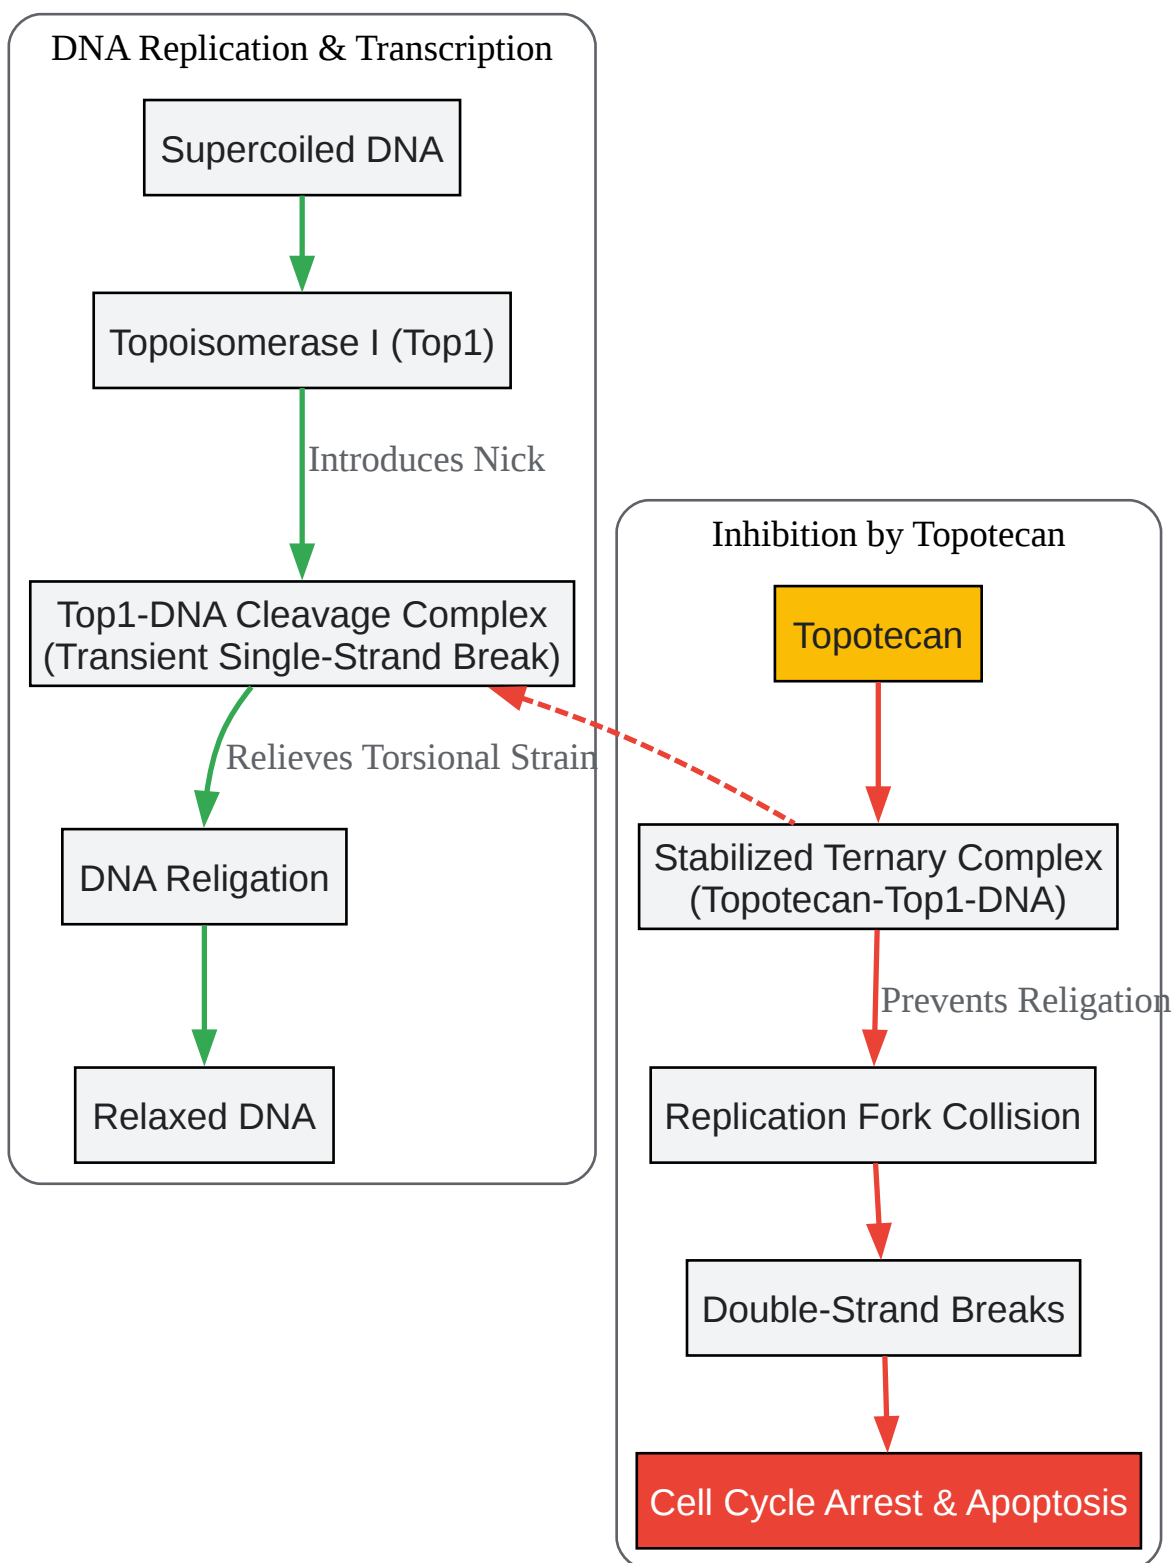 DNA Replication & Transcription
Supercoiled DNA
Topoisomerase I (Top1)
Introduces Nick
Top1-DNA Cleavage Complex
(Transient Single-Strand Break)
Relieves Torsional Strain
DNA Religation
Relaxed DNA
Inhibition by Topotecan
Topotecan
Stabilized Ternary Complex
(Topotecan-Top1-DNA)
Prevents Religation
Replication Fork Collision
Double-Strand Breaks
Cell Cycle Arrest & Apoptosis